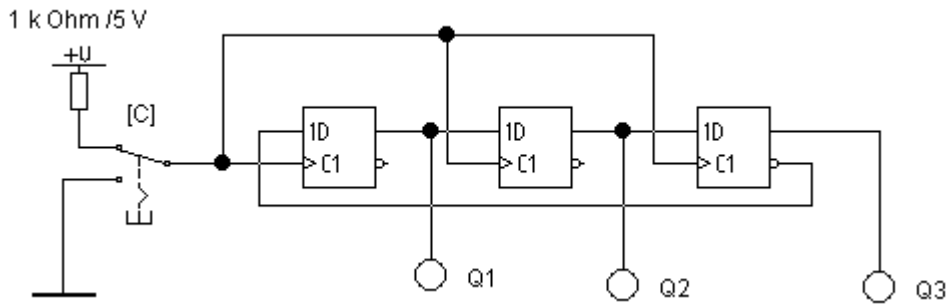 1 k Ohm /5 V
+U
[C]
1D
C1
1D
C1
1D
C1
Q1
Q2
Q3